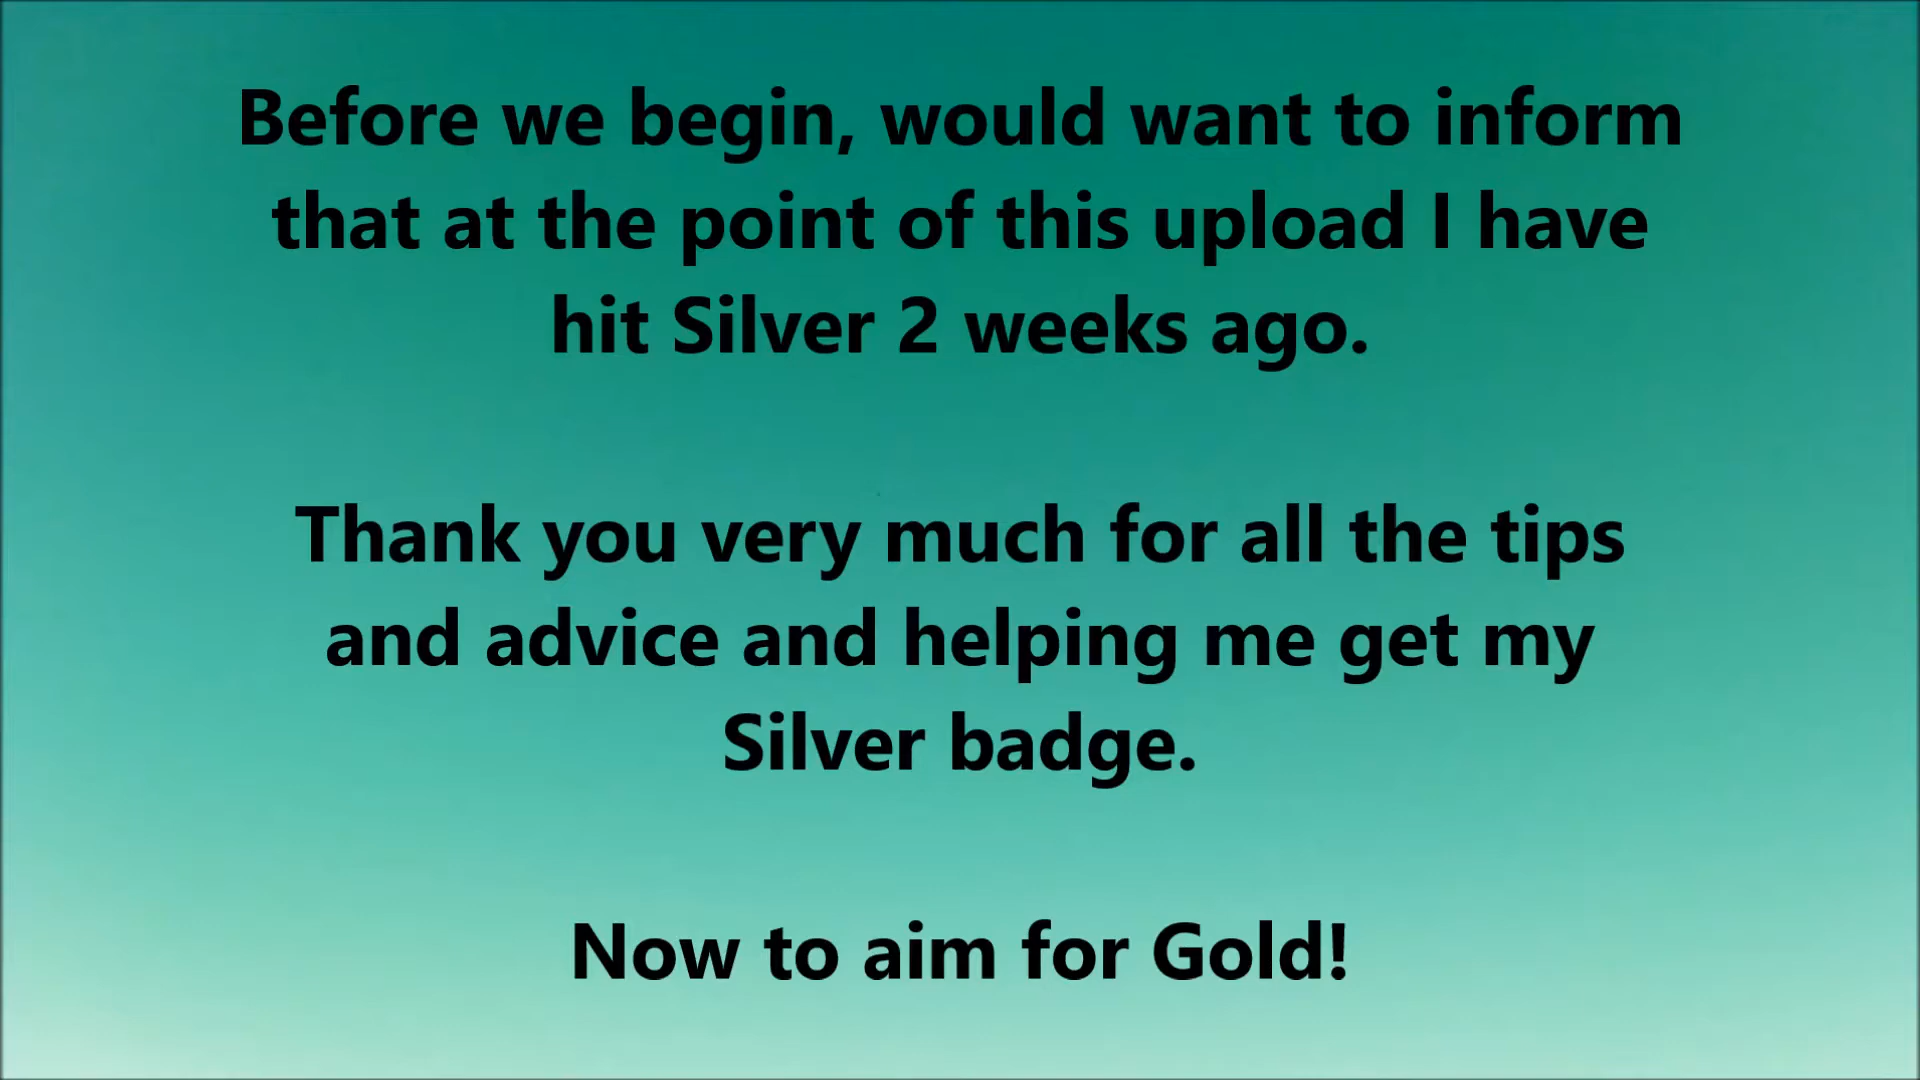 Before we begin, would want to inform
that at the point of this upload I have
hit Silver 2 weeks ago.
Thank you very much for all the tips
and advice and helping me get my
Silver badge.
Now to aim for Gold!